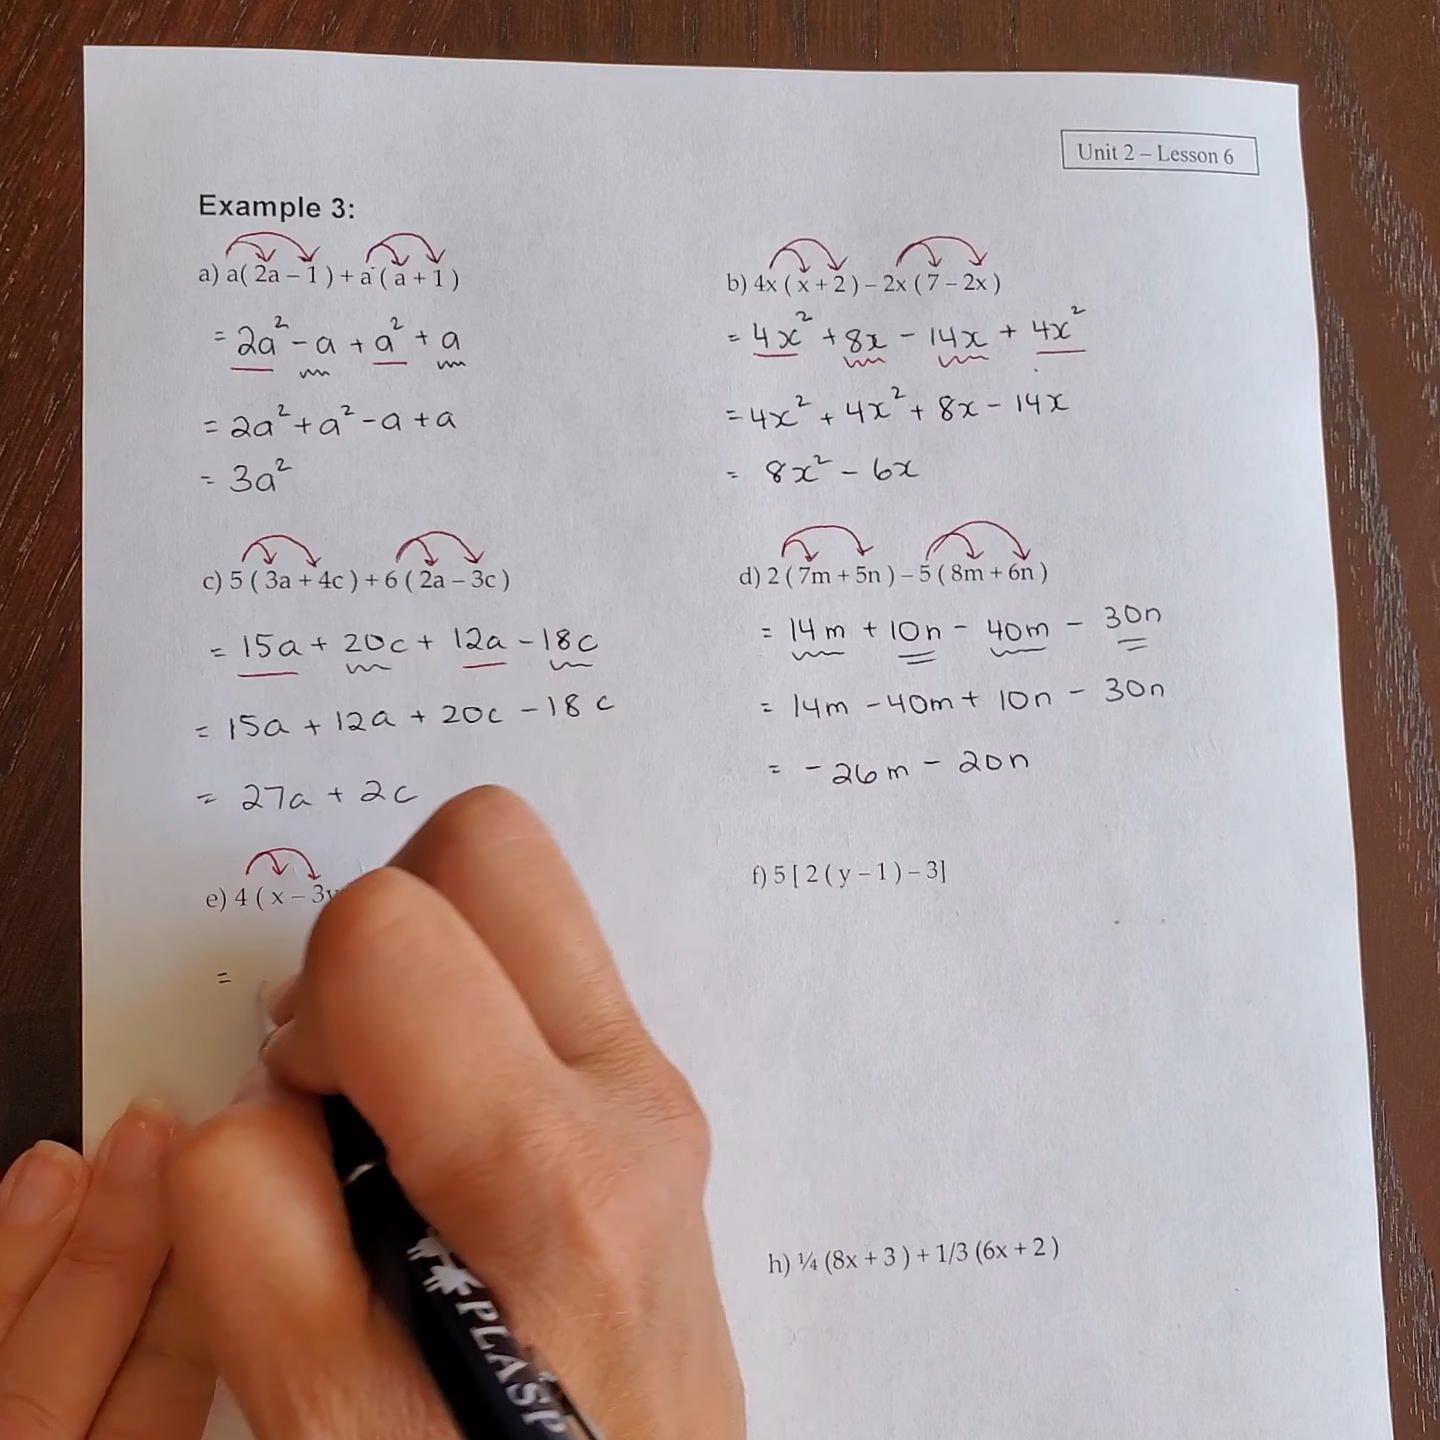 Unit 2 – Lesson 6
Example 3:
a) a( 2a – 1 ) + a ( a + 1 )
= 2a² - a + a² + a
= 2a² + a² - a + a
= 3a²
b) 4x ( x + 2 ) – 2x ( 7 – 2x )
= 4x² + 8x - 14x + 4x²
= 4x² + 4x² + 8x - 14x
= 8x² - 6x
c) 5 ( 3a + 4c ) + 6 ( 2a – 3c )
= 15a + 20c + 12a - 18c
= 15a + 12a + 20c - 18c
= 27a + 2c
d) 2 ( 7m + 5n ) – 5 ( 8m + 6n )
= 14m + 10n - 40m - 30n
= 14m - 40m + 10n - 30n
= -26m - 20n
e) 4 ( x – 3
=
f) 5 [ 2 ( y – 1 ) – 3]
h) ¼ (8x + 3 ) + 1/3 (6x + 2 )
PLASP